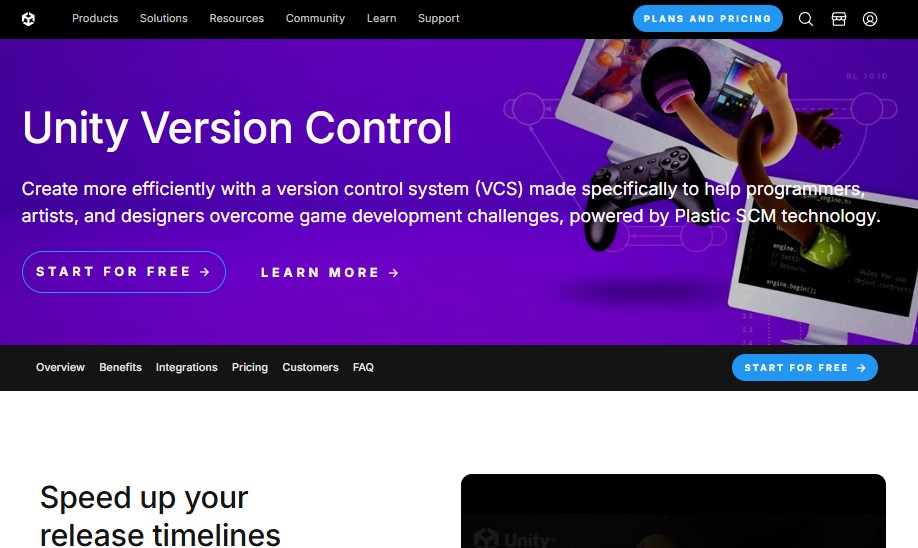 Products Solutions Resources Community Learn Support PLANS AND PRICING
BL 1010
Unity Version Control
Create more efficiently with a version control system (VCS) made specifically to help programmers,
artists, and designers overcome game development challenges, powered by Plastic SCM technology.
START FOR FREE → LEARN MORE →
engine.begin();
Overview Benefits Integrations Pricing Customers FAQ START FOR FREE →
Speed up your
release timelines
Unity